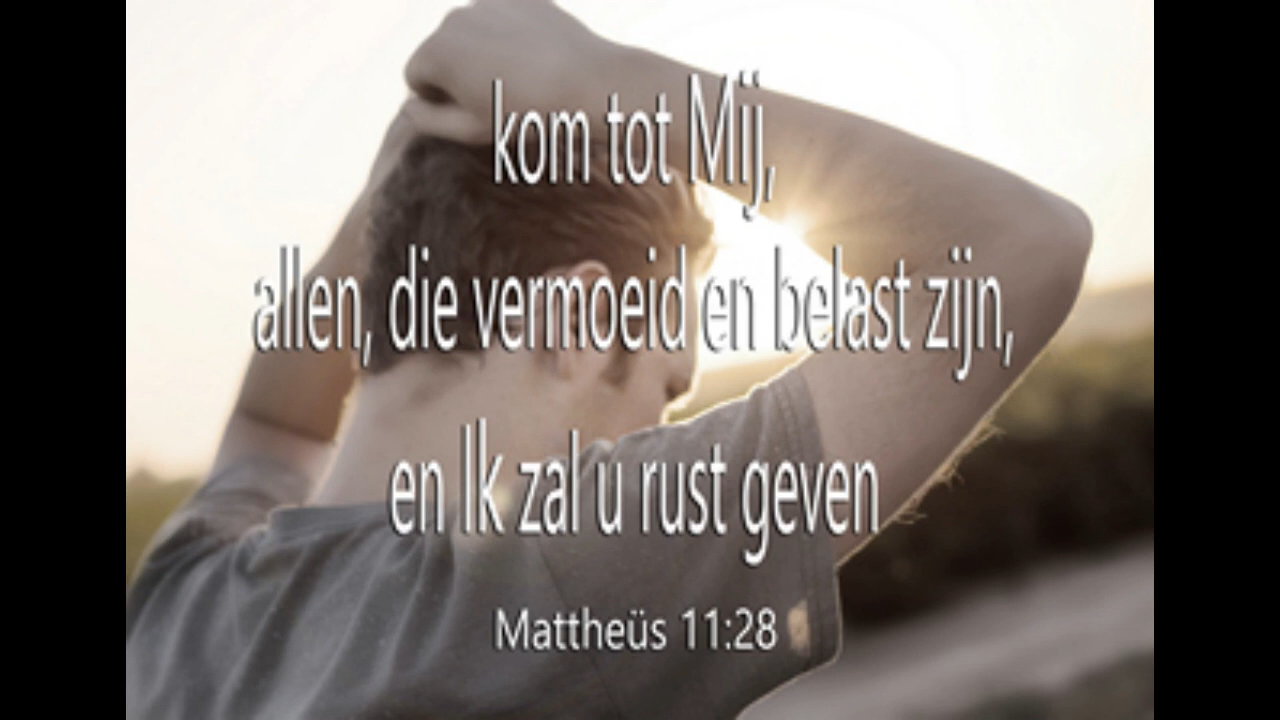 kom tot Mij,
allen, die vermoeid en belast zijn,
en Ik zal u rust geven
Mattheüs 11:28